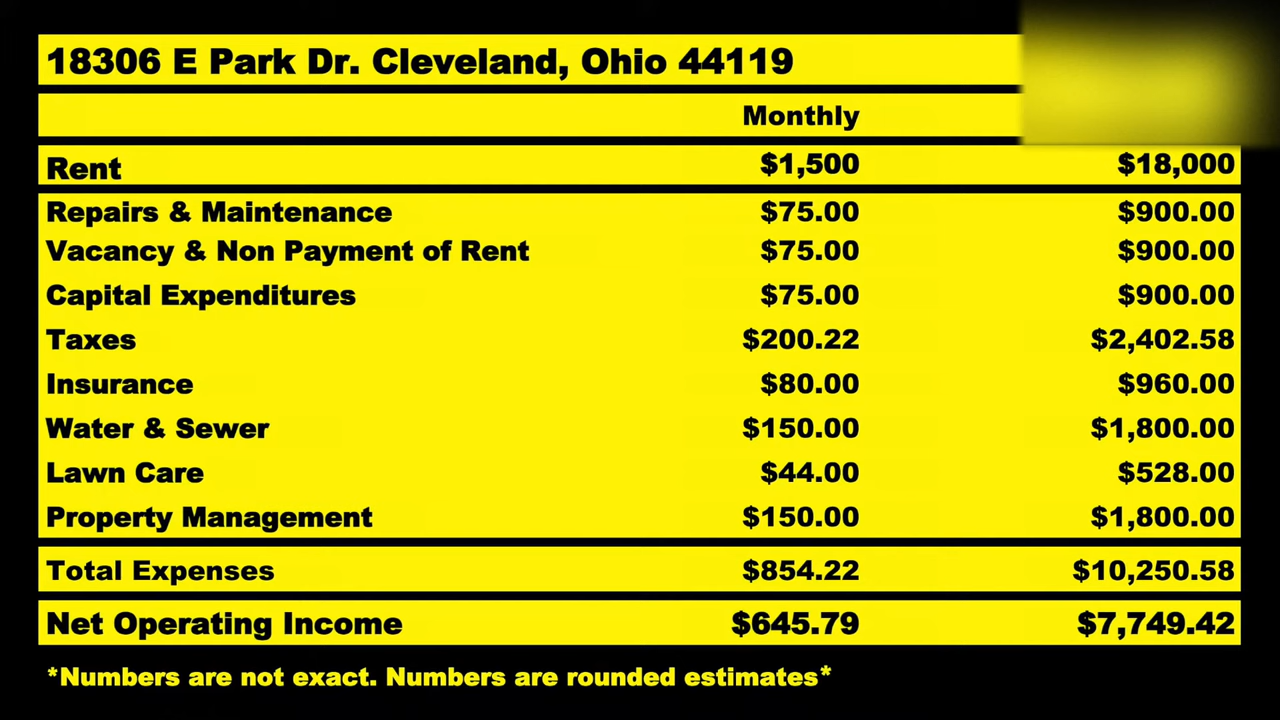 18306 E Park Dr. Cleveland, Ohio 44119
Monthly
Rent $1,500 $18,000
Repairs & Maintenance $75.00 $900.00
Vacancy & Non Payment of Rent $75.00 $900.00
Capital Expenditures $75.00 $900.00
Taxes $200.22 $2,402.58
Insurance $80.00 $960.00
Water & Sewer $150.00 $1,800.00
Lawn Care $44.00 $528.00
Property Management $150.00 $1,800.00
Total Expenses $854.22 $10,250.58
Net Operating Income $645.79 $7,749.42
*Numbers are not exact. Numbers are rounded estimates*